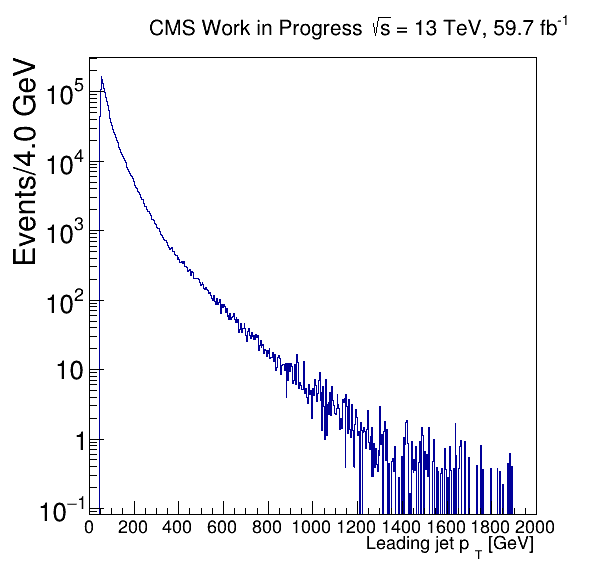 CMS Work in Progress √s = 13 TeV, 59.7 fb⁻¹
Events/4.0 GeV
10⁵
10⁴
10³
10²
10
1
10⁻¹
0 200 400 600 800 1000 1200 1400 1600 1800 2000
Leading jet p_T [GeV]